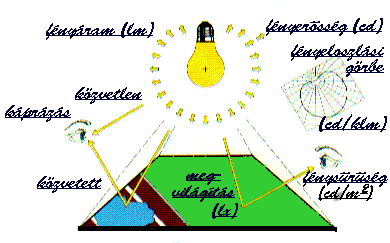 fényáram (lm)
fényerősség (cd)
fényeloszlási
görbe
(cd/klm)
közvetlen
káprázás
közvetett
meg-
világítás
(lx)
fénysűrűség
(cd/m²)